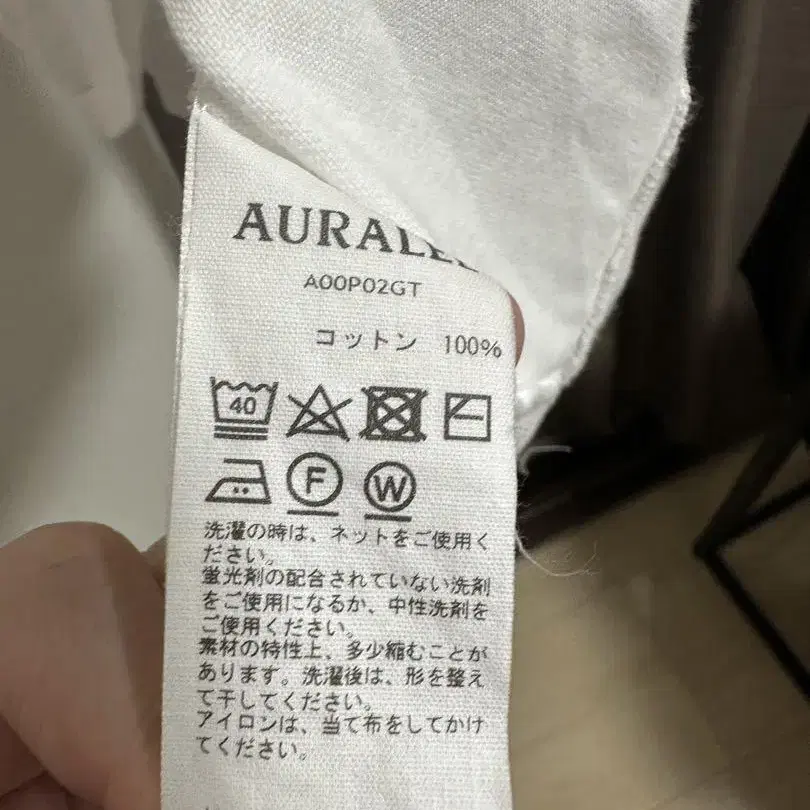 AURALEE
A00P02GT
コットン 100%
40
F W
洗濯の時は、ネットをご使用く
ださい。
蛍光剤の配合されていない洗剤
をご使用になるか、中性洗剤を
ご使用ください。
素材の特性上、多少縮むことが
あります。洗濯後は、形を整え
て干してください。
アイロンは、当て布をしてかけ
てください。